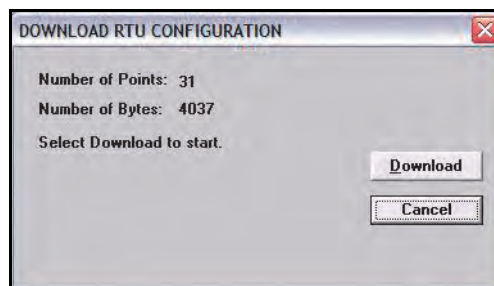 DOWNLOAD RTU CONFIGURATION
Number of Points: 31
Number of Bytes: 4037
Select Download to start.
Download
Cancel